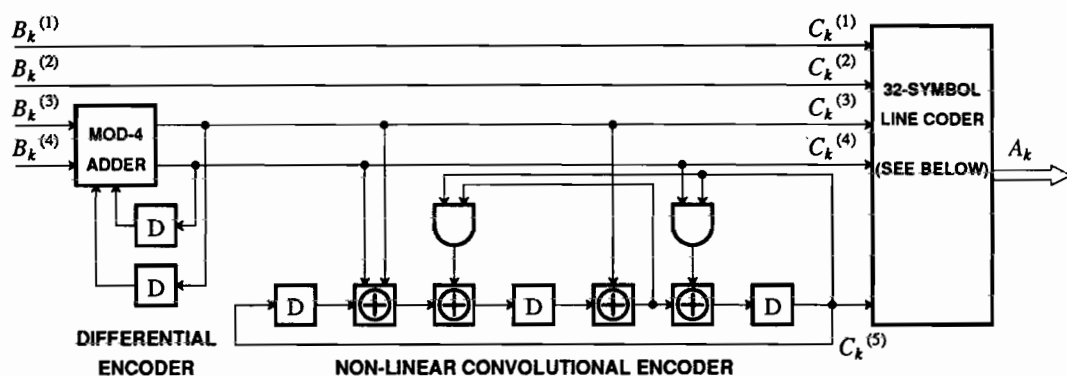 B_k^(1) C_k^(1)
B_k^(2) C_k^(2)
B_k^(3) C_k^(3)
B_k^(4) C_k^(4)
MOD-4
ADDER
32-SYMBOL
LINE CODER
(SEE BELOW)
A_k
D
D
D
D
D
C_k^(5)
DIFFERENTIAL
ENCODER
NON-LINEAR CONVOLUTIONAL ENCODER